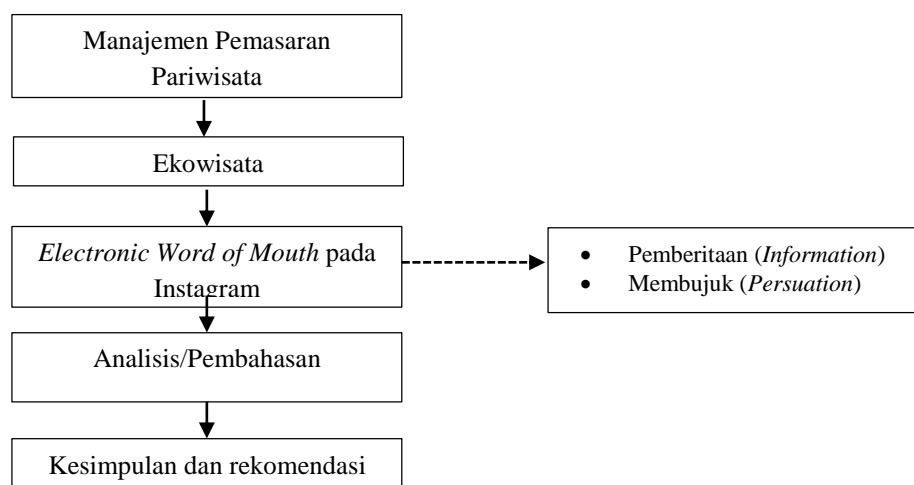 Manajemen Pemasaran
Pariwisata
Ekowisata
Electronic Word of Mouth pada
Instagram
• Pemberitaan (Information)
• Membujuk (Persuation)
Analisis/Pembahasan
Kesimpulan dan rekomendasi